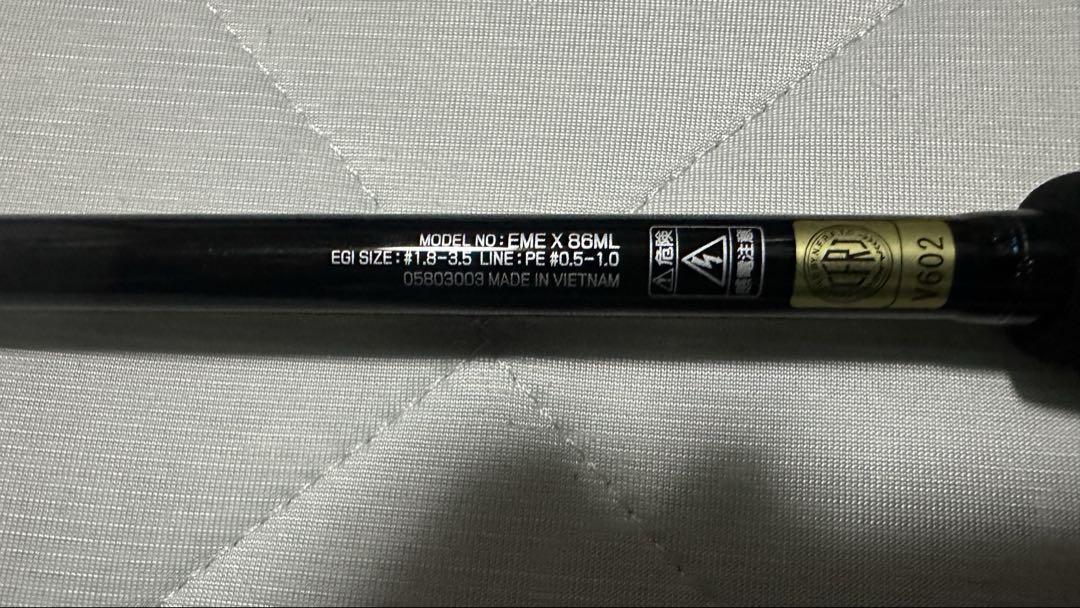 MODEL NO : EME X 86ML
EGI SIZE : #1.8-3.5 LINE : PE #0.5-1.0
05803003 MADE IN VIETNAM
危険
感電注意
V602